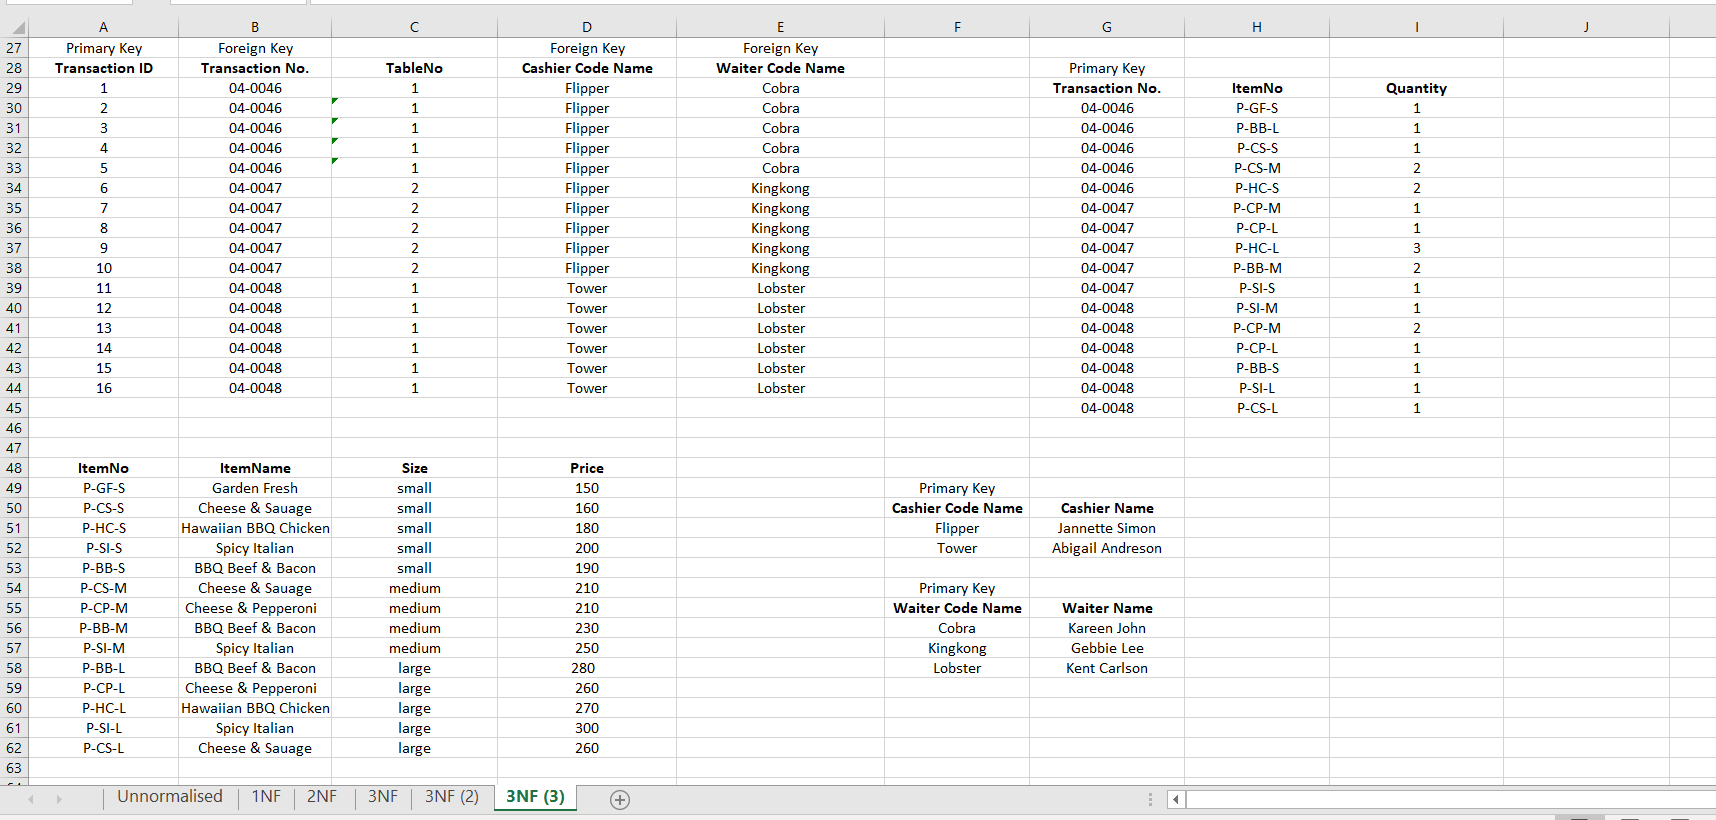 A B C D E F G H I J
27 Primary Key Foreign Key Foreign Key Foreign Key
28 Transaction ID Transaction No. TableNo Cashier Code Name Waiter Code Name Primary Key
29 1 04-0046 1 Flipper Cobra Transaction No. ItemNo Quantity
30 2 04-0046 1 Flipper Cobra 04-0046 P-GF-S 1
31 3 04-0046 1 Flipper Cobra 04-0046 P-BB-L 1
32 4 04-0046 1 Flipper Cobra 04-0046 P-CS-S 1
33 5 04-0046 1 Flipper Cobra 04-0046 P-CS-M 2
34 6 04-0047 2 Flipper Kingkong 04-0046 P-HC-S 2
35 7 04-0047 2 Flipper Kingkong 04-0047 P-CP-M 1
36 8 04-0047 2 Flipper Kingkong 04-0047 P-CP-L 1
37 9 04-0047 2 Flipper Kingkong 04-0047 P-HC-L 3
38 10 04-0047 2 Flipper Kingkong 04-0047 P-BB-M 2
39 11 04-0048 1 Tower Lobster 04-0047 P-SI-S 1
40 12 04-0048 1 Tower Lobster 04-0048 P-SI-M 1
41 13 04-0048 1 Tower Lobster 04-0048 P-CP-M 2
42 14 04-0048 1 Tower Lobster 04-0048 P-CP-L 1
43 15 04-0048 1 Tower Lobster 04-0048 P-BB-S 1
44 16 04-0048 1 Tower Lobster 04-0048 P-SI-L 1
45 04-0048 P-CS-L 1
46
47
48 ItemNo ItemName Size Price
49 P-GF-S Garden Fresh small 150 Primary Key
50 P-CS-S Cheese & Sauage small 160 Cashier Code Name Cashier Name
51 P-HC-S Hawaiian BBQ Chicken small 180 Flipper Jannette Simon
52 P-SI-S Spicy Italian small 200 Tower Abigail Andreson
53 P-BB-S BBQ Beef & Bacon small 190
54 P-CS-M Cheese & Sauage medium 210 Primary Key
55 P-CP-M Cheese & Pepperoni medium 210 Waiter Code Name Waiter Name
56 P-BB-M BBQ Beef & Bacon medium 230 Cobra Kareen John
57 P-SI-M Spicy Italian medium 250 Kingkong Gebbie Lee
58 P-BB-L BBQ Beef & Bacon large 280 Lobster Kent Carlson
59 P-CP-L Cheese & Pepperoni large 260
60 P-HC-L Hawaiian BBQ Chicken large 270
61 P-SI-L Spicy Italian large 300
62 P-CS-L Cheese & Sauage large 260
63
Unnormalised 1NF 2NF 3NF 3NF (2) 3NF (3)